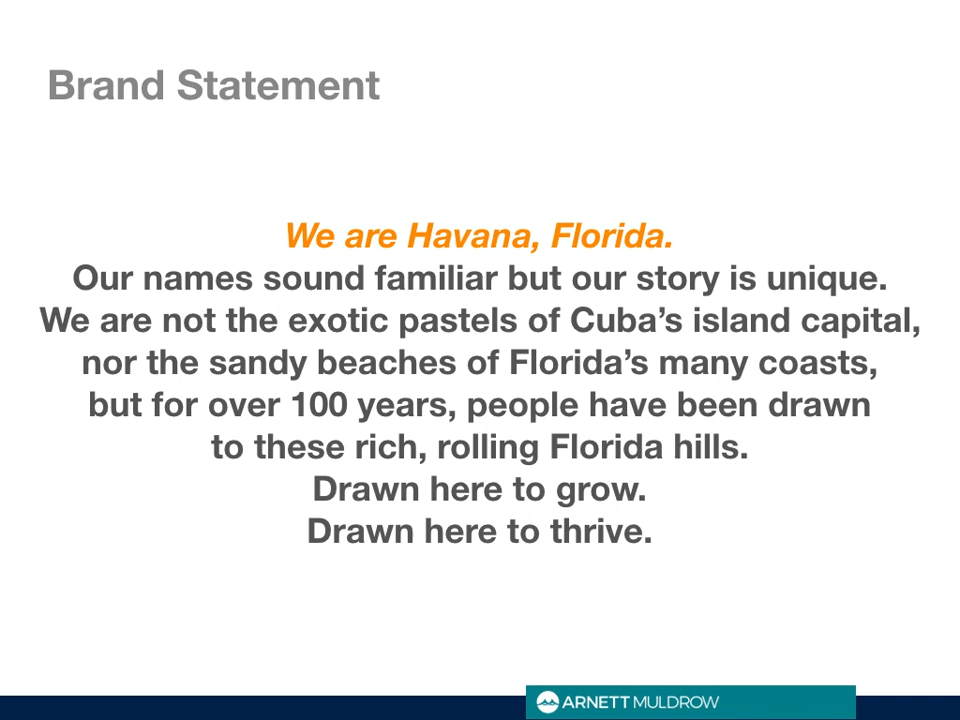 Brand Statement
We are Havana, Florida.
Our names sound familiar but our story is unique.
We are not the exotic pastels of Cuba’s island capital,
nor the sandy beaches of Florida’s many coasts,
but for over 100 years, people have been drawn
to these rich, rolling Florida hills.
Drawn here to grow.
Drawn here to thrive.
ARNETT MULDROW